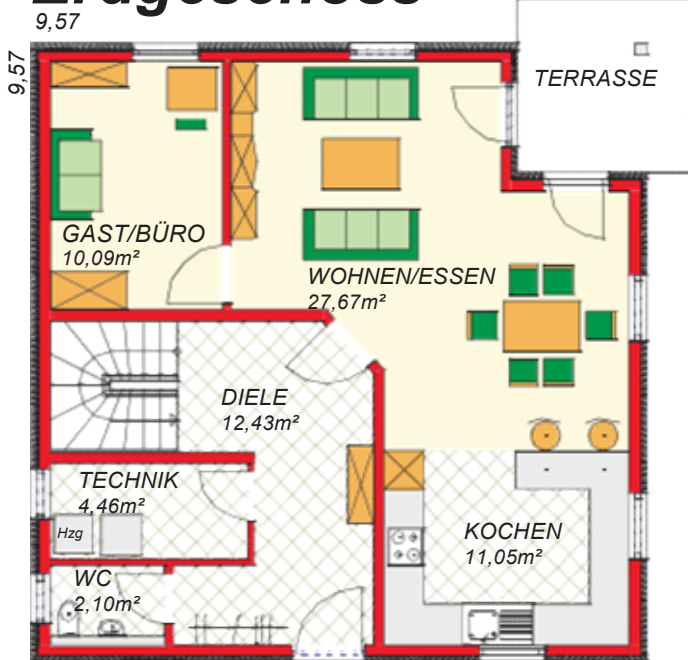 Erdgeschoss
9,57
9,57
TERRASSE
GAST/BÜRO
10,09m²
WOHNEN/ESSEN
27,67m²
DIELE
12,43m²
TECHNIK
4,46m²
Hzg
KOCHEN
11,05m²
WC
2,10m²